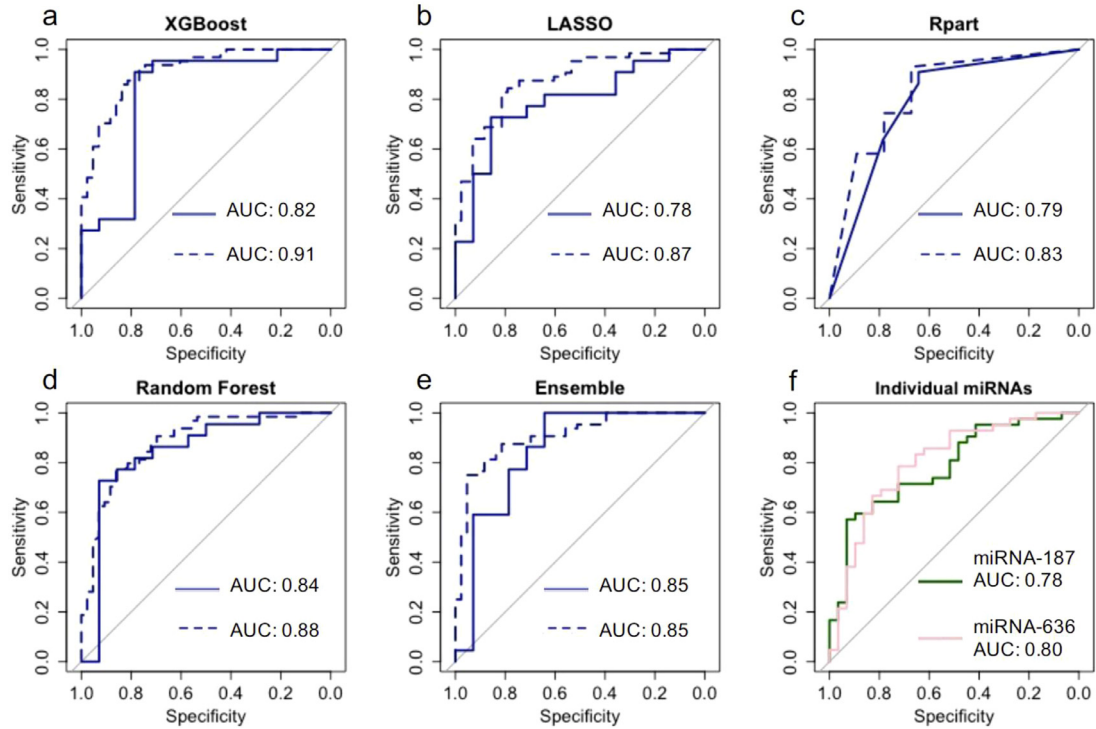 a
XGBoost
1.0
0.8
0.6
0.4
0.2
0.0
Sensitivity
AUC: 0.82
AUC: 0.91
1.0 0.8 0.6 0.4 0.2 0.0
Specificity
b
LASSO
1.0
0.8
0.6
0.4
0.2
0.0
Sensitivity
AUC: 0.78
AUC: 0.87
1.0 0.8 0.6 0.4 0.2 0.0
Specificity
c
Rpart
1.0
0.8
0.6
0.4
0.2
0.0
Sensitivity
AUC: 0.79
AUC: 0.83
1.0 0.8 0.6 0.4 0.2 0.0
Specificity
d
Random Forest
1.0
0.8
0.6
0.4
0.2
0.0
Sensitivity
AUC: 0.84
AUC: 0.88
1.0 0.8 0.6 0.4 0.2 0.0
Specificity
e
Ensemble
1.0
0.8
0.6
0.4
0.2
0.0
Sensitivity
AUC: 0.85
AUC: 0.85
1.0 0.8 0.6 0.4 0.2 0.0
Specificity
f
Individual miRNAs
1.0
0.8
0.6
0.4
0.2
0.0
Sensitivity
miRNA-187
AUC: 0.78
miRNA-636
AUC: 0.80
1.0 0.8 0.6 0.4 0.2 0.0
Specificity